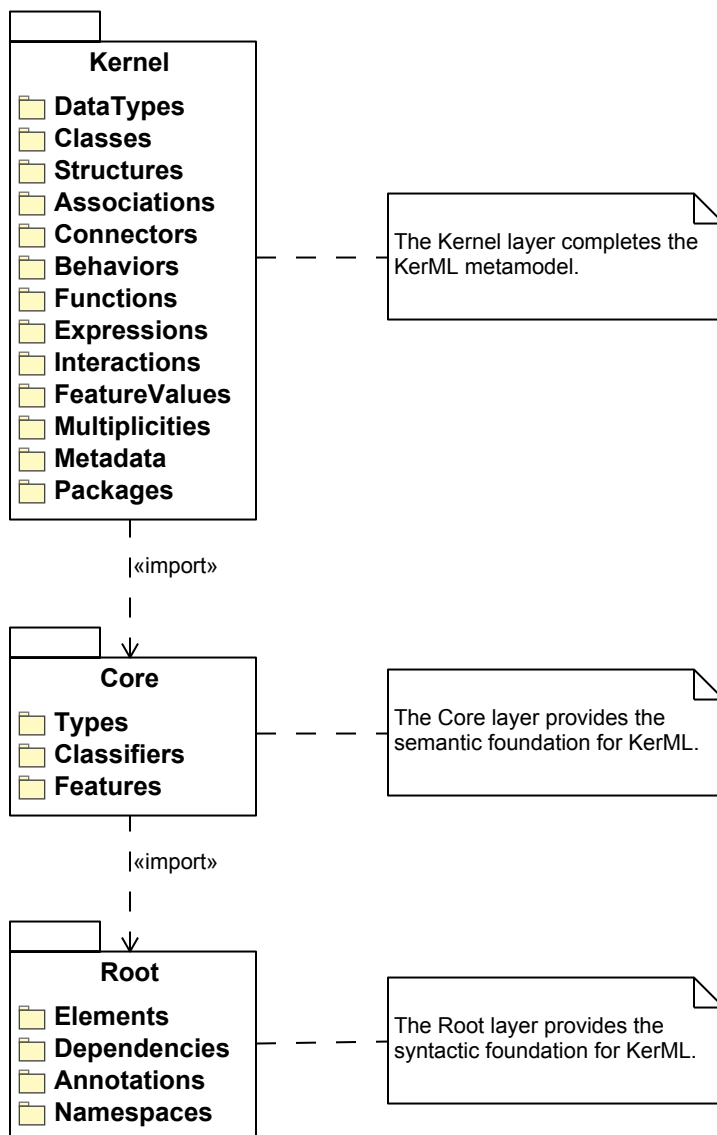 Kernel
DataTypes
Classes
Structures
Associations
Connectors
Behaviors
Functions
Expressions
Interactions
FeatureValues
Multiplicities
Metadata
Packages
The Kernel layer completes the
KerML metamodel.
«import»
Core
Types
Classifiers
Features
The Core layer provides the
semantic foundation for KerML.
«import»
Root
Elements
Dependencies
Annotations
Namespaces
The Root layer provides the
syntactic foundation for KerML.